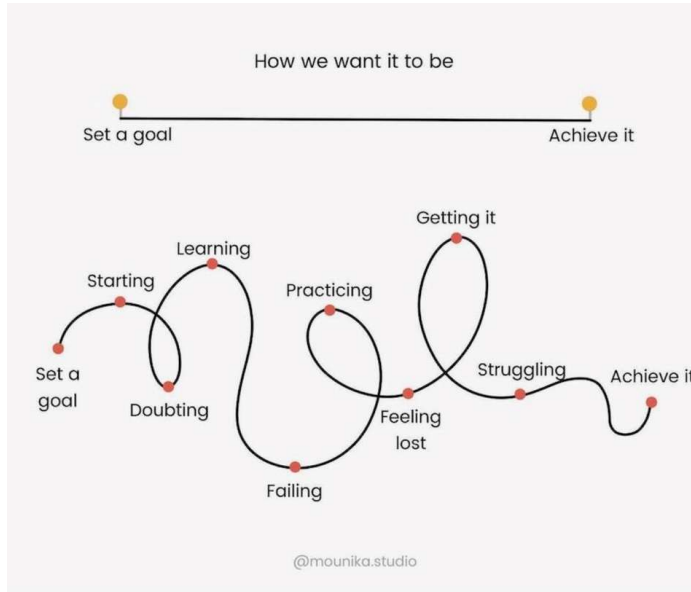 How we want it to be
Set a goal
Achieve it
Getting it
Learning
Starting
Practicing
Struggling
Achieve it
Set a
goal
Doubting
Feeling
lost
Failing
@mounika.studio